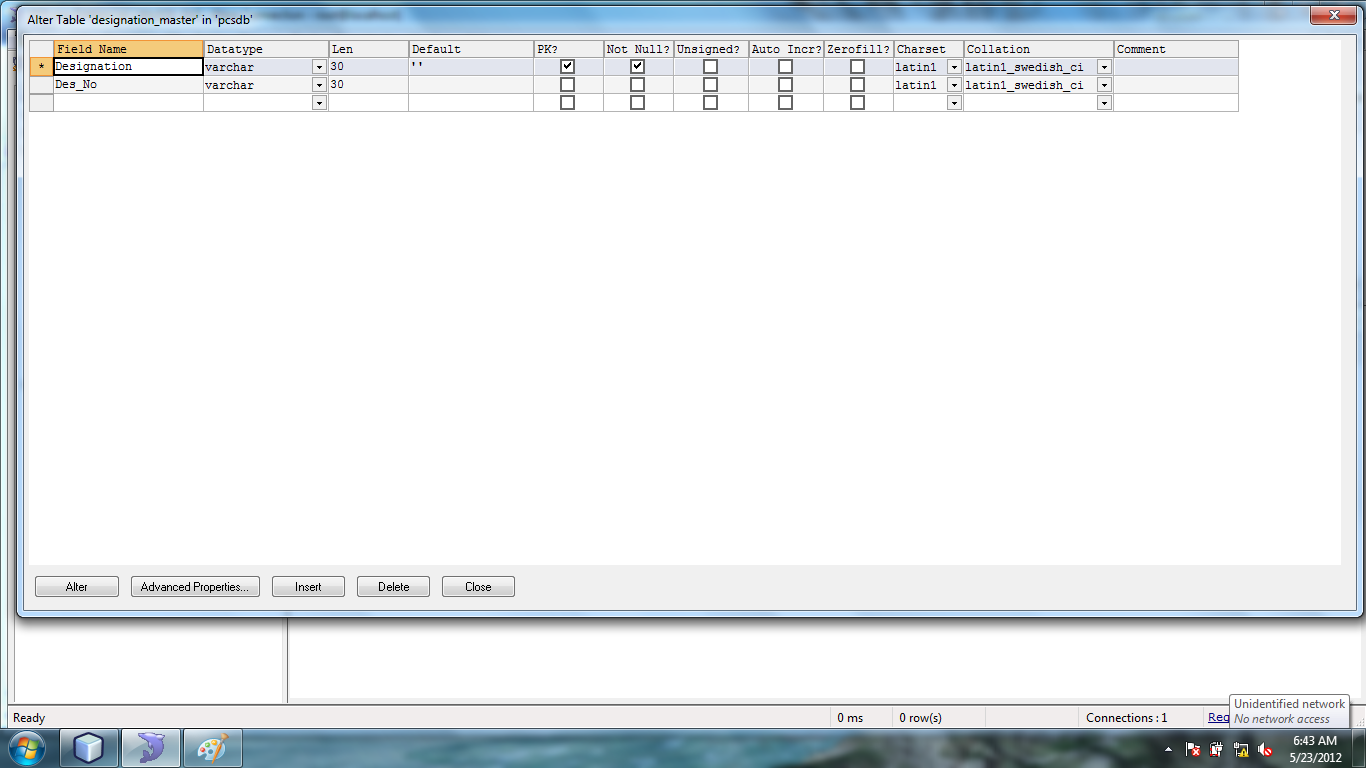 Alter Table 'designation_master' in 'pcsdb'
Field Name Datatype Len Default PK? Not Null? Unsigned? Auto Incr? Zerofill? Charset Collation Comment
* Designation varchar 30 '' latin1 latin1_swedish_ci
Des_No varchar 30 latin1 latin1_swedish_ci
Alter Advanced Properties... Insert Delete Close
Unidentified network
No network access
Ready 0 ms 0 row(s) Connections : 1 Reg
6:43 AM
5/23/2012